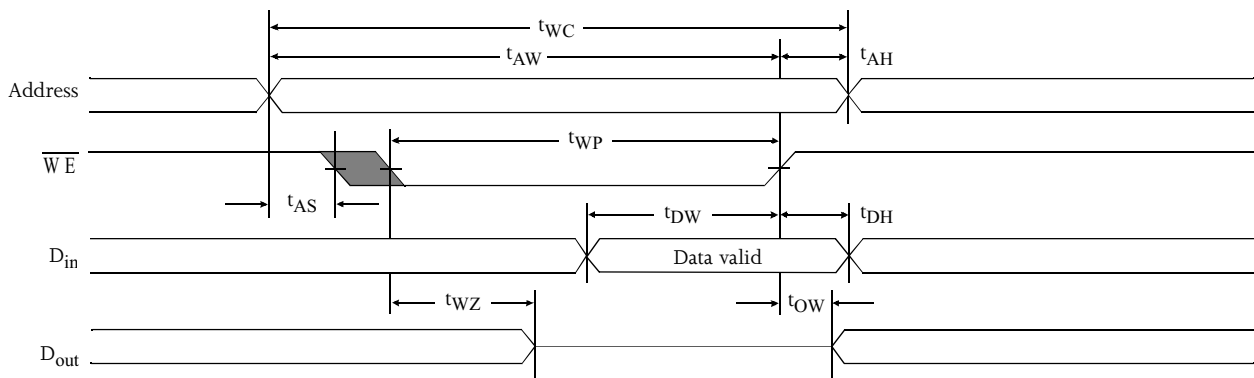 tWC
tAW
tAH
Address
tWP
WE
tAS
tDW
tDH
Din
Data valid
tWZ
tOW
Dout